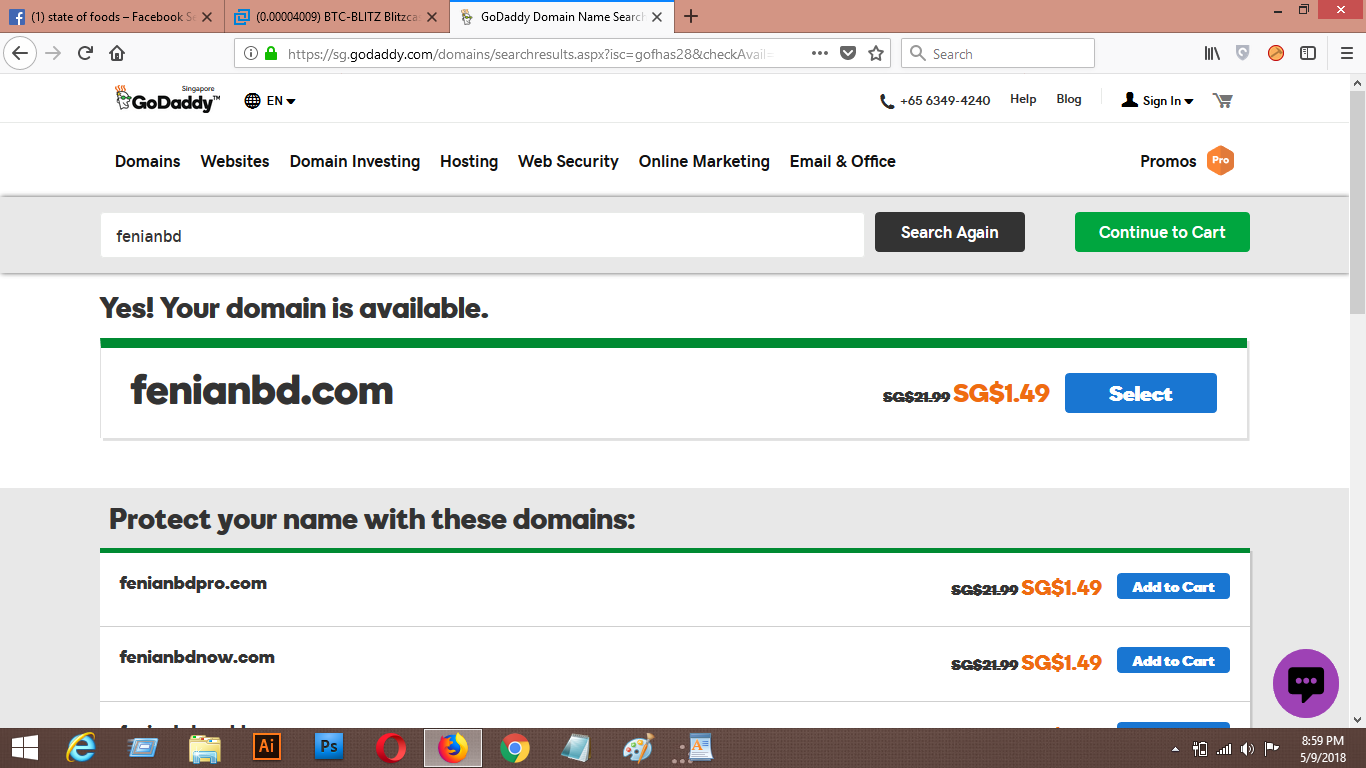 (1) state of foods – Facebook Se
(0.00004009) BTC-BLITZ Blitzca
GoDaddy Domain Name Search
https://sg.godaddy.com/domains/searchresults.aspx?isc=gofhas28&checkAvail=
Search
Singapore
GoDaddy™
EN
+65 6349-4240
Help
Blog
Sign In
Domains
Websites
Domain Investing
Hosting
Web Security
Online Marketing
Email & Office
Promos
Pro
fenianbd
Search Again
Continue to Cart
Yes! Your domain is available.
fenianbd.com
SG$21.99 SG$1.49
Select
Protect your name with these domains:
fenianbdpro.com
SG$21.99 SG$1.49
Add to Cart
fenianbdnow.com
SG$21.99 SG$1.49
Add to Cart
Ai
Ps
8:59 PM
5/9/2018